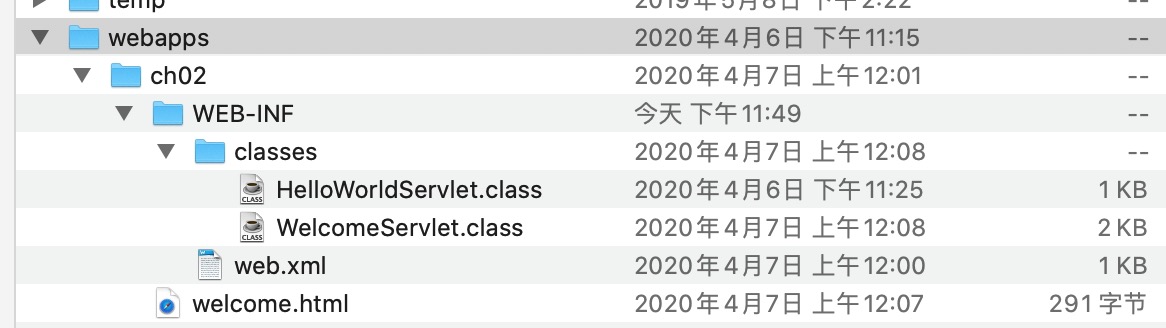 temp 2019年5月8日 下午2:22 --
webapps 2020年4月6日 下午11:15 --
ch02 2020年4月7日 上午12:01 --
WEB-INF 今天 下午11:49 --
classes 2020年4月7日 上午12:08 --
CLASS HelloWorldServlet.class 2020年4月6日 下午11:25 1 KB
CLASS WelcomeServlet.class 2020年4月7日 上午12:08 2 KB
web.xml 2020年4月7日 上午12:00 1 KB
welcome.html 2020年4月7日 上午12:07 291 字节